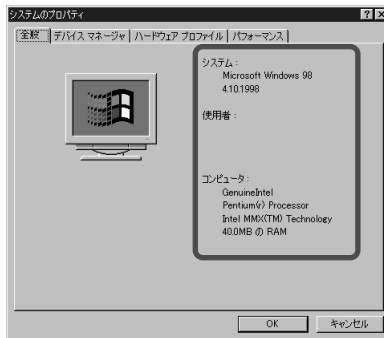 システムのプロパティ
全般 デバイス マネージャ ハードウェア プロファイル パフォーマンス
システム :
Microsoft Windows 98
4.10.1998
使用者 :
コンピュータ :
GenuineIntel
Pentium(r) Processor
Intel MMX(TM) Technology
40.0MB の RAM
OK キャンセル